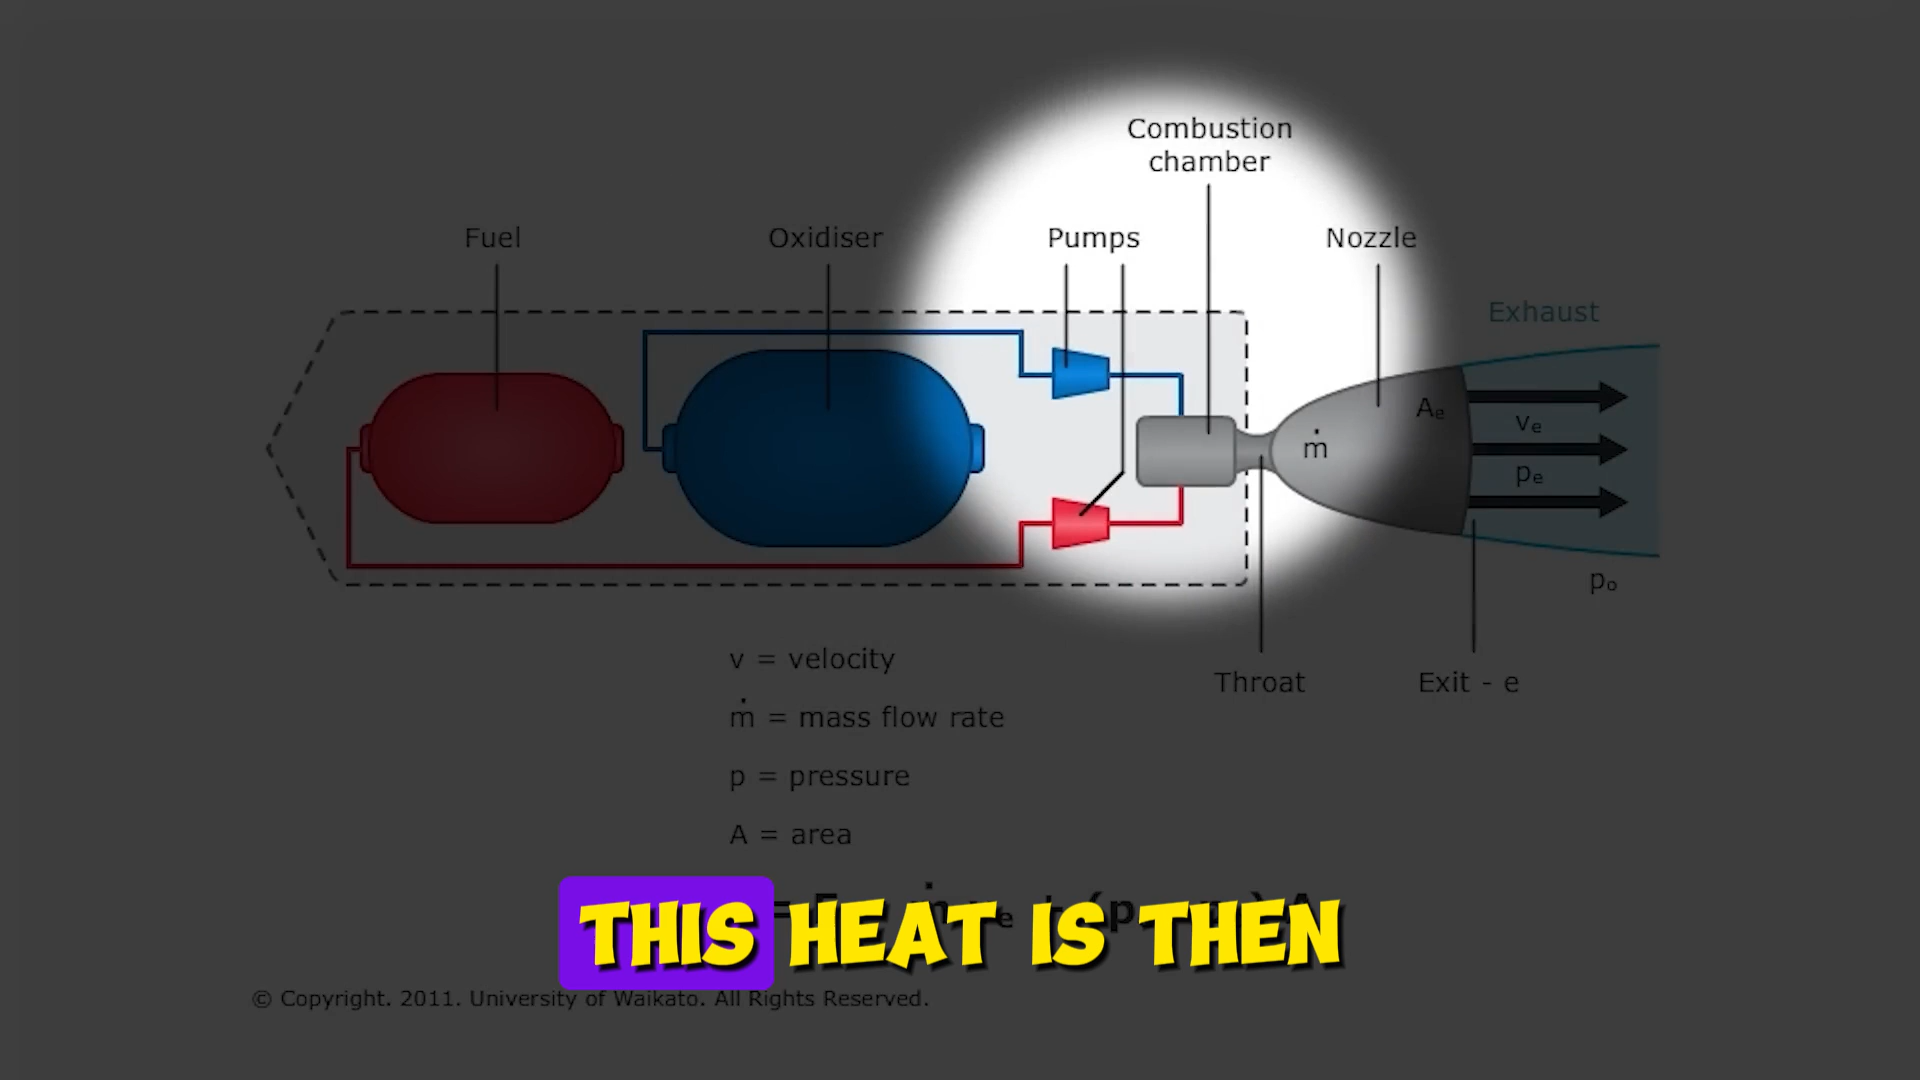 Combustion
chamber
Fuel
Oxidiser
Pumps
Nozzle
Exhaust
Aₑ
vₑ
ṁ
pₑ
pₒ
Throat
Exit - e
v = velocity
ṁ = mass flow rate
p = pressure
A = area
THIS HEAT IS THEN
© Copyright. 2011. University of Waikato. All Rights Reserved.